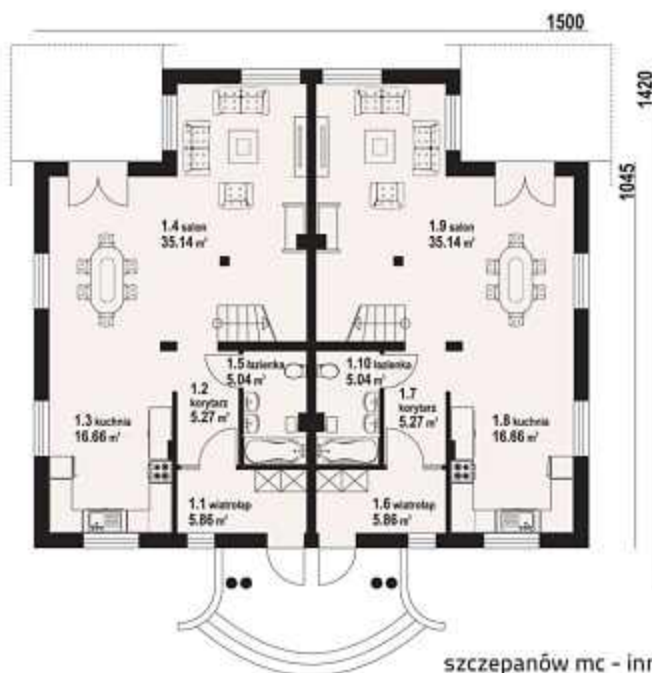 1500
1420
1045
1.4 salon
35.14 m²
1.9 salon
35.14 m²
1.5 łazienka
5.04 m²
1.10 łazienka
5.04 m²
1.2
korytarz
5.27 m²
1.7
korytarz
5.27 m²
1.3 kuchnia
16.66 m²
1.8 kuchnia
16.66 m²
1.1 wiatrołap
5.86 m²
1.6 wiatrołap
5.86 m²
szczepanów mc - inn